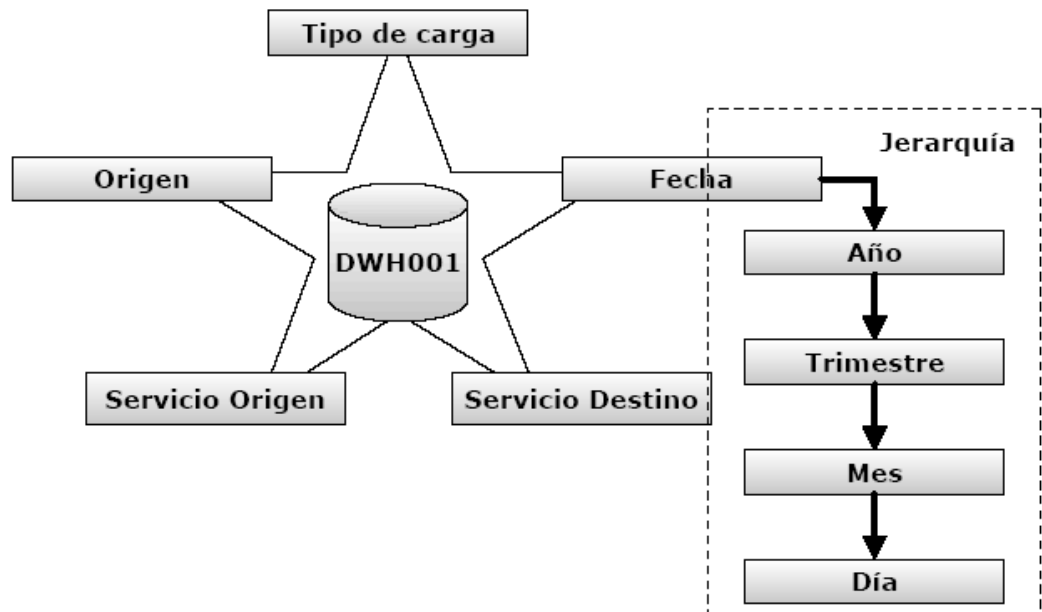 Tipo de carga
Jerarquía
Origen
Fecha
DWH001
Año
Trimestre
Servicio Origen
Servicio Destino
Mes
Día